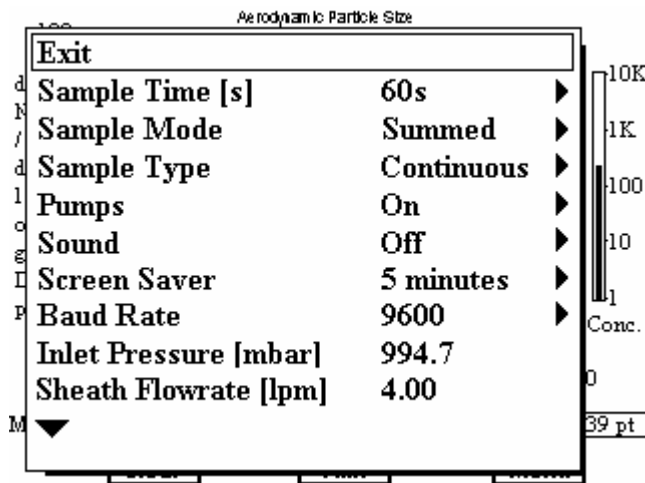 Aerodynamic Particle Size
Exit
Sample Time [s] 60s
Sample Mode Summed
Sample Type Continuous
Pumps On
Sound Off
Screen Saver 5 minutes
Baud Rate 9600
Inlet Pressure [mbar] 994.7
Sheath Flowrate [lpm] 4.00
10K
1K
100
10
1
Conc.
39 pt